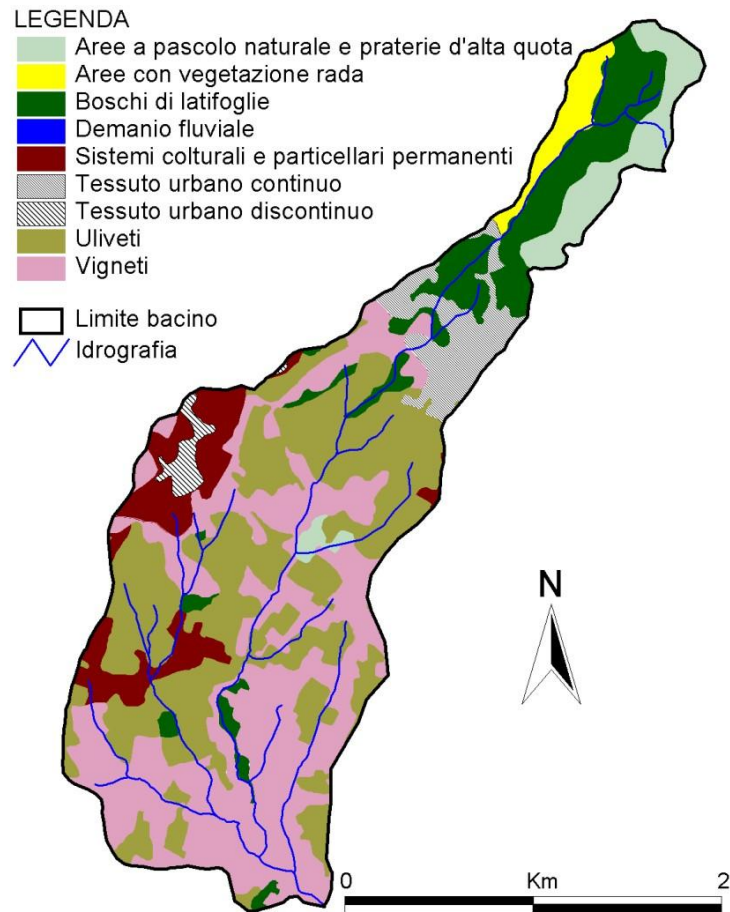 LEGENDA
Aree a pascolo naturale e praterie d'alta quota
Aree con vegetazione rada
Boschi di latifoglie
Demanio fluviale
Sistemi colturali e particellari permanenti
Tessuto urbano continuo
Tessuto urbano discontinuo
Uliveti
Vigneti
Limite bacino
Idrografia
N
0 Km 2